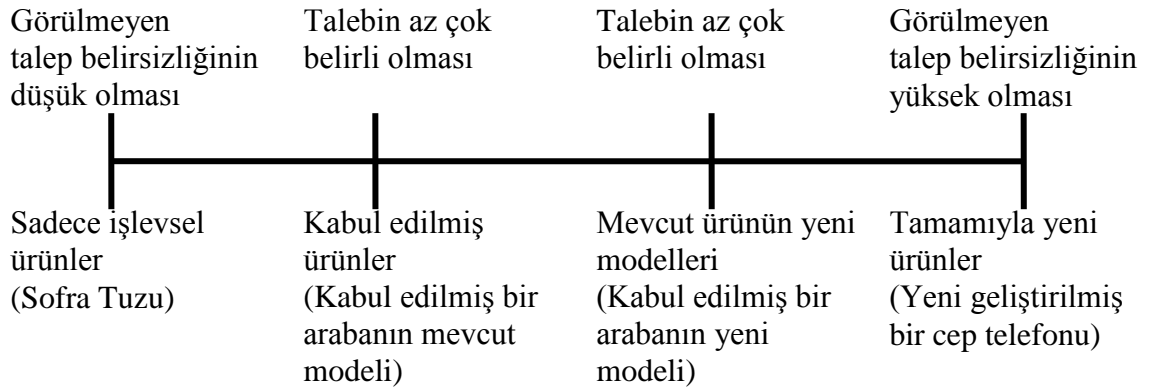 Görülmeyen
talep belirsizliğinin
düşük olması
Talebin az çok
belirli olması
Talebin az çok
belirli olması
Görülmeyen
talep belirsizliğinin
yüksek olması
Sadece işlevsel
ürünler
(Sofra Tuzu)
Kabul edilmiş
ürünler
(Kabul edilmiş bir
arabanın mevcut
modeli)
Mevcut ürünün yeni
modelleri
(Kabul edilmiş bir
arabanın yeni
modeli)
Tamamıyla yeni
ürünler
(Yeni geliştirilmiş
bir cep telefonu)